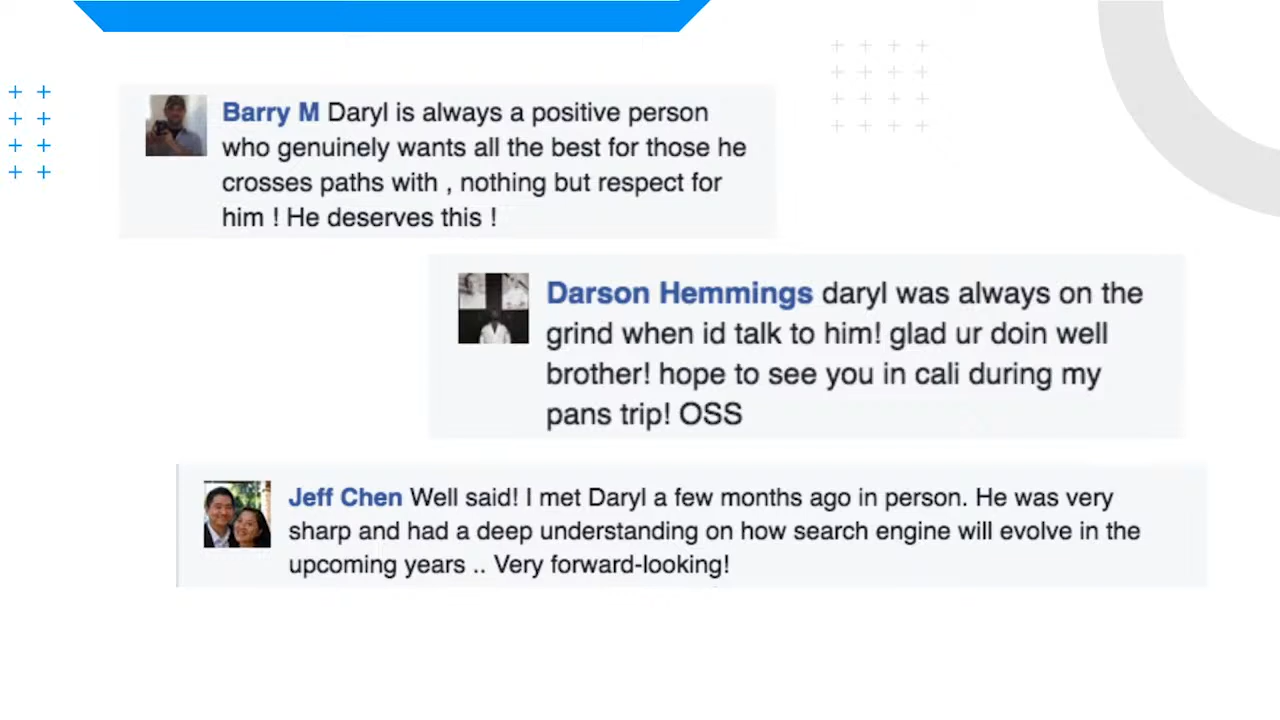 Barry M Daryl is always a positive person
who genuinely wants all the best for those he
crosses paths with , nothing but respect for
him ! He deserves this !
Darson Hemmings daryl was always on the
grind when id talk to him! glad ur doin well
brother! hope to see you in cali during my
pans trip! OSS
Jeff Chen Well said! I met Daryl a few months ago in person. He was very
sharp and had a deep understanding on how search engine will evolve in the
upcoming years .. Very forward-looking!